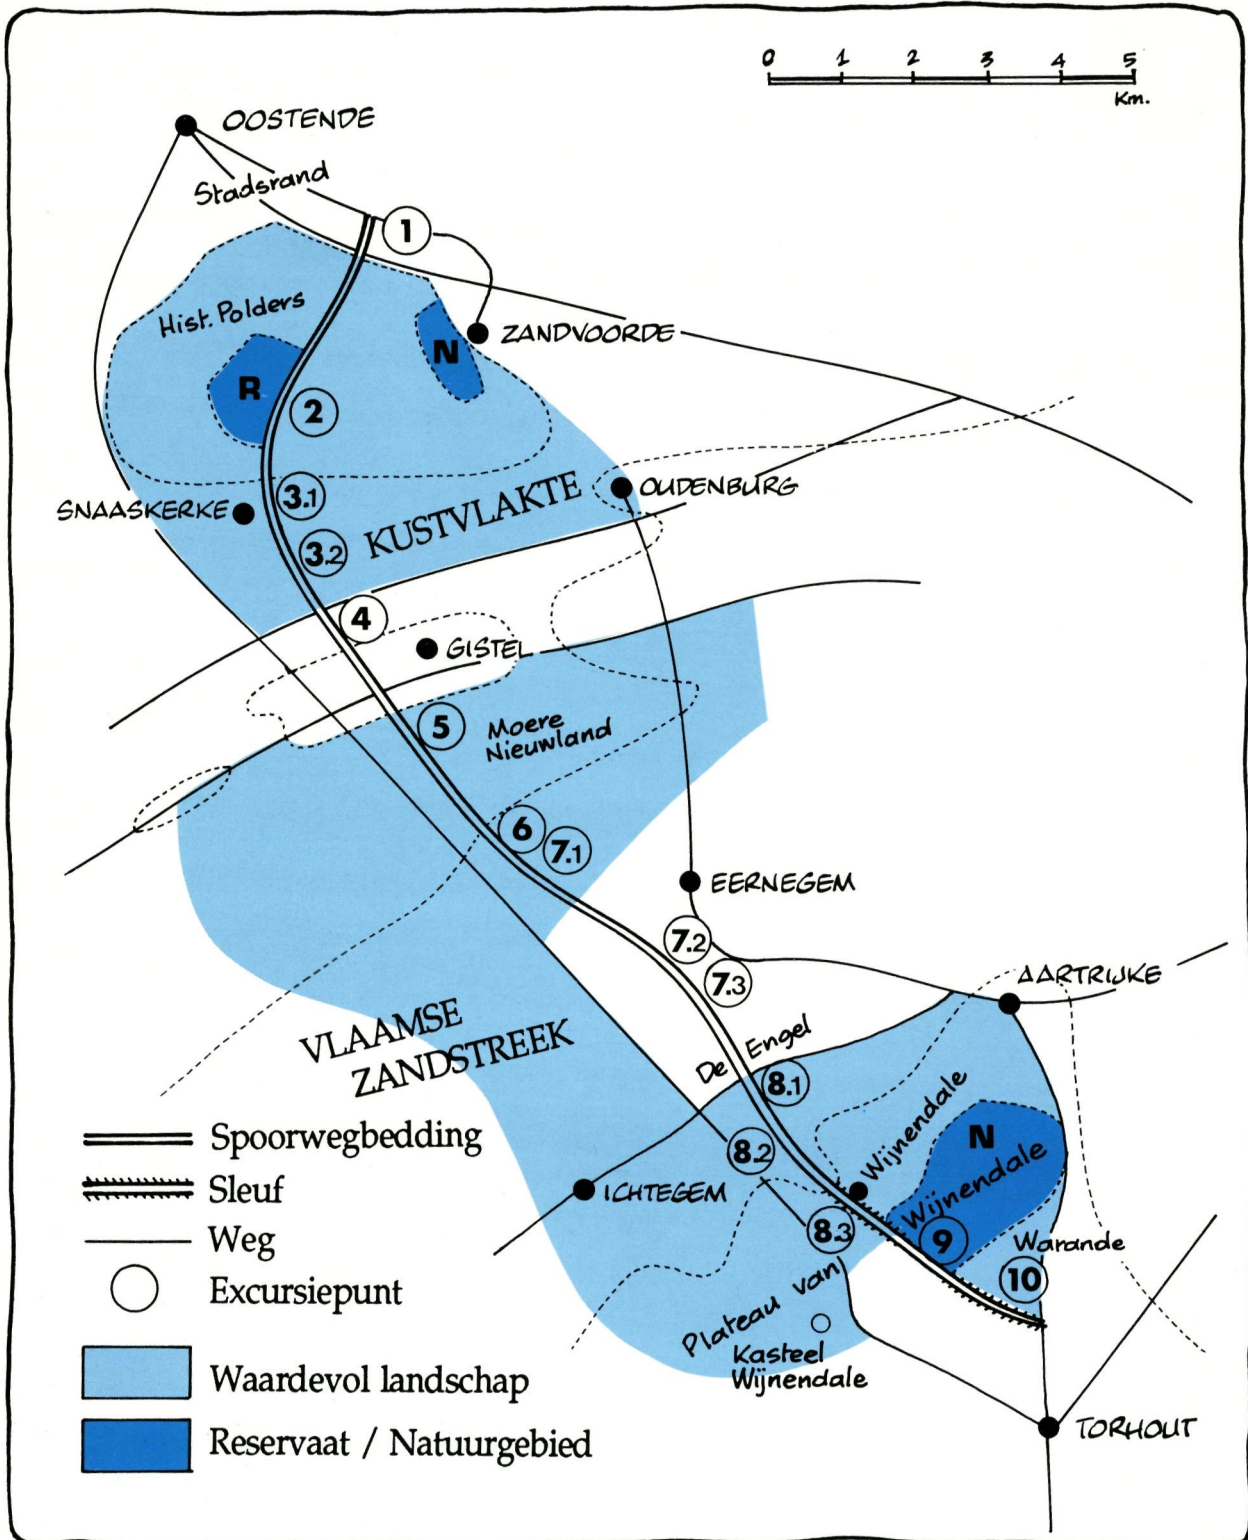 0 1 2 3 4 5
Km.
OOSTENDE
Stadsrand
1
Hist. Polders
ZANDVOORDE
N
R
2
3.1
KUSTVLAKTE
OUDENBURG
SNAASKERKE
3.2
4
GISTEL
5
Moere
Nieuwland
6
7.1
EERNEGEM
7.2
7.3
AARTRIJKE
VLAAMSE
ZANDSTREEK
De Engel
8.1
Wijnendale
N
8.2
ICHTEGEM
Wijnendale
8.3
9
Warande
10
Plateau van
Kasteel
Wijnendale
TORHOUT
Spoorwegbedding
Sleuf
Weg
Excursiepunt
Waardevol landschap
Reservaat / Natuurgebied